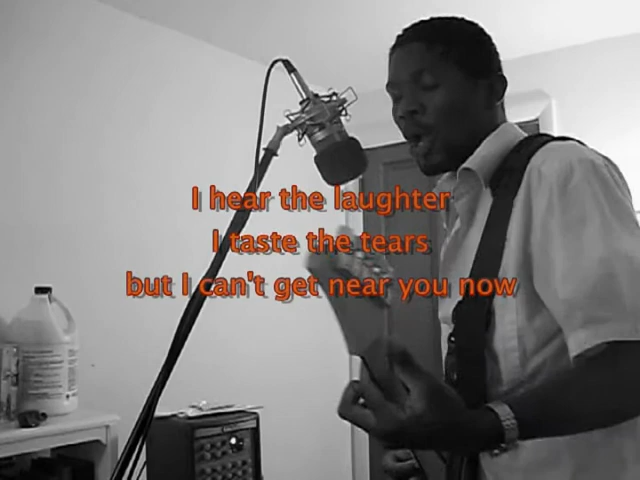 I hear the laughter
I taste the tears
but I can't get near you now